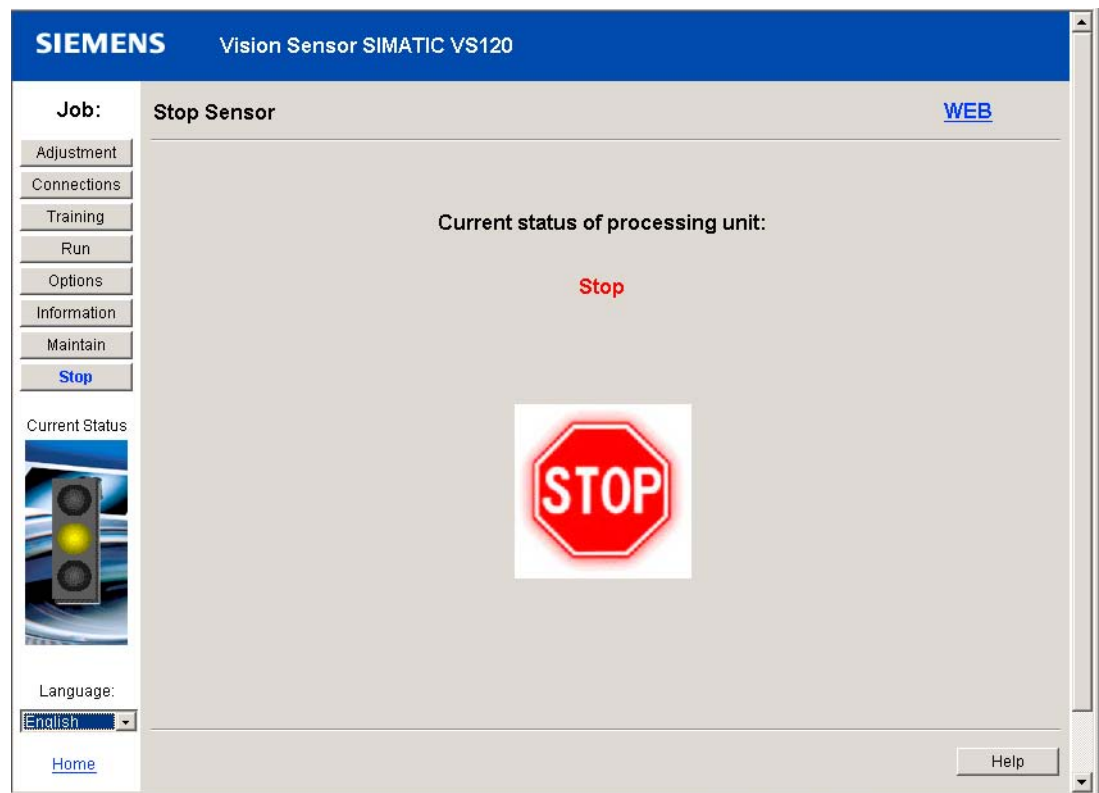 SIEMENS Vision Sensor SIMATIC VS120
Job:
Stop Sensor
WEB
Adjustment
Connections
Training
Run
Options
Information
Maintain
Stop
Current Status
Current status of processing unit:
Stop
STOP
Language:
English
Home
Help